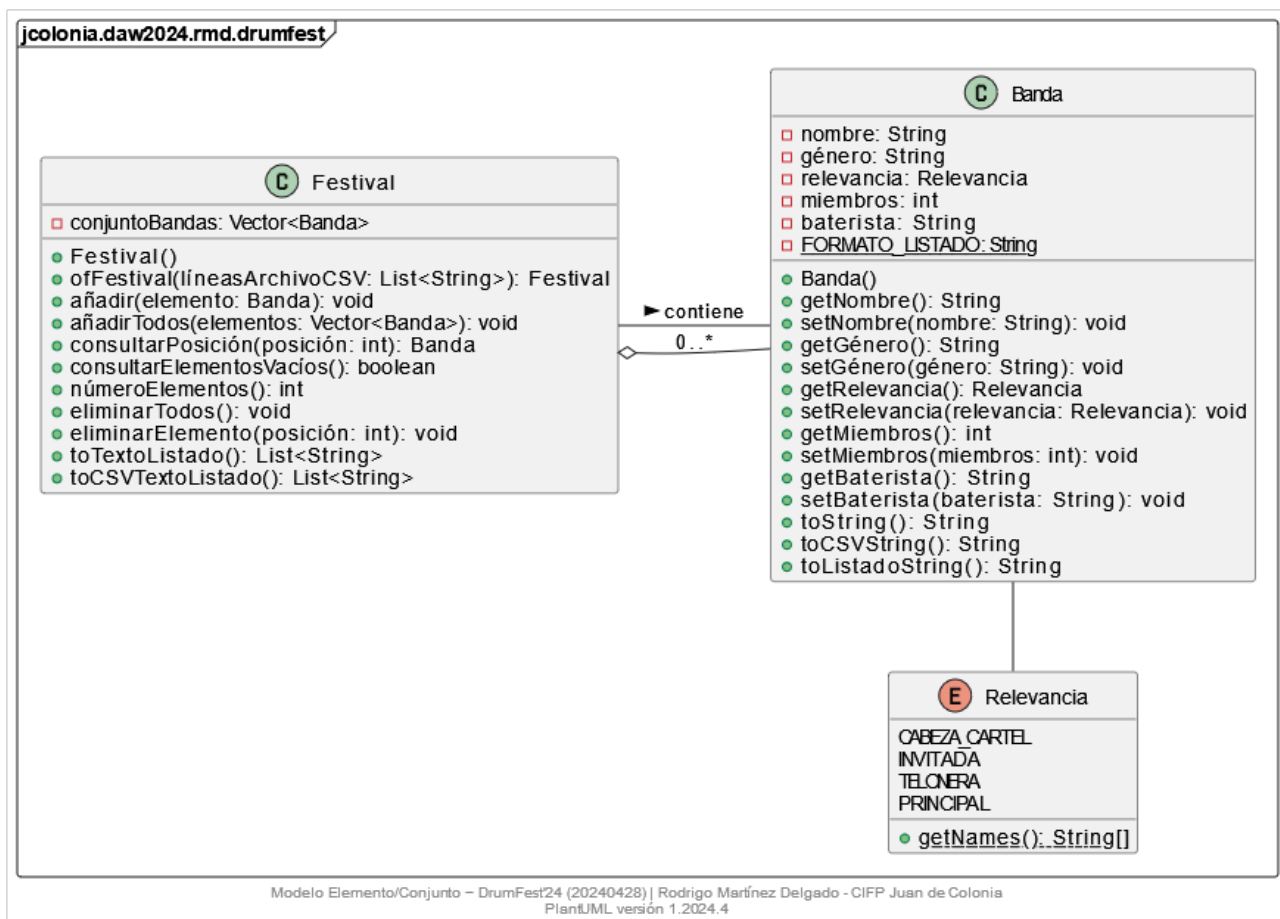 jcolonia.daw2024.rmd.drumfest
C Festival
conjuntoBandas: Vector<Banda>
Festival()
ofFestival(líneasArchivoCSV: List<String>): Festival
añadir(elemento: Banda): void
añadirTodos(elementos: Vector<Banda>): void
consultarPosición(posición: int): Banda
consultarElementosVacíos(): boolean
númeroElementos(): int
eliminarTodos(): void
eliminarElemento(posición: int): void
toTextoListado(): List<String>
toCSVTextoListado(): List<String>
contiene
0..*
C Banda
nombre: String
género: String
relevancia: Relevancia
miembros: int
baterista: String
FORMATO_LISTADO: String
Banda()
getNombre(): String
setNombre(nombre: String): void
getGénero(): String
setGénero(género: String): void
getRelevancia(): Relevancia
setRelevancia(relevancia: Relevancia): void
getMiembros(): int
setMiembros(miembros: int): void
getBaterista(): String
setBaterista(baterista: String): void
toString(): String
toCSVString(): String
toListadoString(): String
E Relevancia
CABEZA_CARTEL
INVITADA
TELONERA
PRINCIPAL
getNames(): String[]
Modelo Elemento/Conjunto – DrumFest'24 (20240428) | Rodrigo Martínez Delgado - CIFP Juan de Colonia
PlantUML versión 1.2024.4